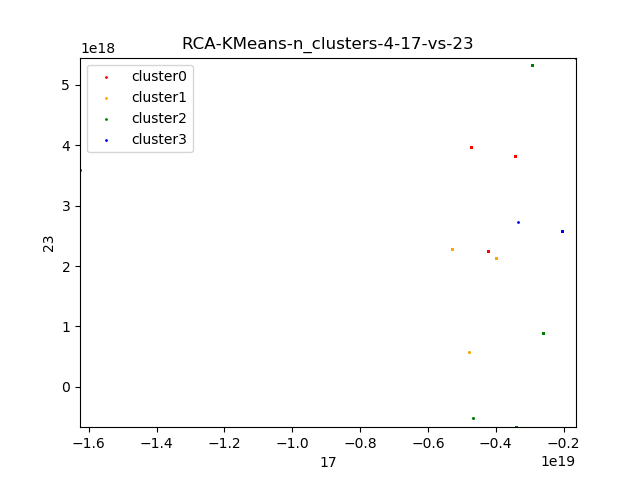 RCA-KMeans-n_clusters-4-17-vs-23
1e18
cluster0
cluster1
cluster2
cluster3
5
4
3
2
1
0
23
−1.6 −1.4 −1.2 −1.0 −0.8 −0.6 −0.4 −0.2
17
1e19